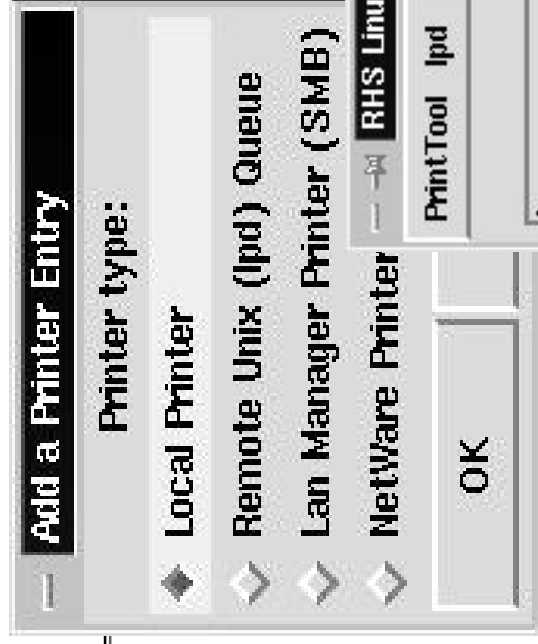 Add a Printer Entry
Printer type:
Local Printer
Remote Unix (lpd) Queue
Lan Manager Printer (SMB)
NetWare Printer
OK
RHS Linu
PrintTool lpd